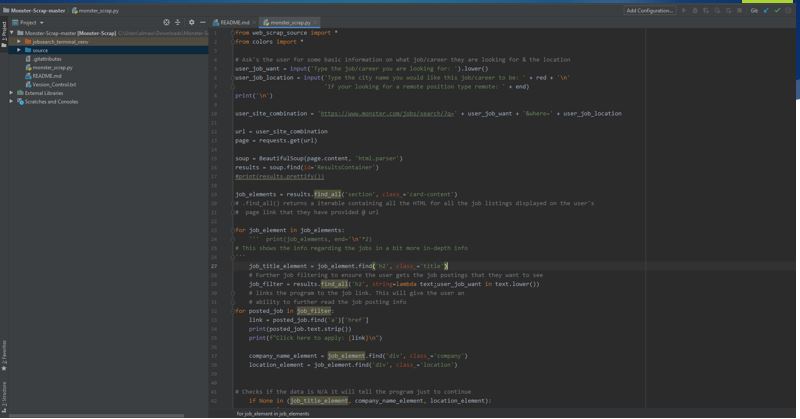 Monster-Scrap-master
monster_scrap.py
Add Configuration...
Git:
Project
README.md
monster_scrap.py
Monster-Scrap-master [Monster-Scrap]
jobsearch_terminal_venv
source
.gitattributes
monster_scrap.py
README.md
Version_Control.txt
External Libraries
Scratches and Consoles
from web_scrap_source import *
from colors import *
# Ask's the user for some basic information on what job/career they are looking for & the location
user_job_want = input('Type the job/career you are looking for: ').lower()
user_job_location = input('Type the city name you would like this job/career to be: ' + red + '\n'
'If your looking for a remote position type remote: ' + end)
print('\n')
user_site_combination = 'https://www.monster.com/jobs/search/?q=' + user_job_want + '&where=' + user_job_location
url = user_site_combination
page = requests.get(url)
soup = BeautifulSoup(page.content, 'html.parser')
results = soup.find(id='ResultsContainer')
#print(results.prettify())
job_elements = results.find_all('section', class_='card-content')
# .find_all() returns a iterable containing all the HTML for all the job listings displayed on the user's
# page link that they have provided @ url
for job_element in job_elements:
''' print(job_elements, end='\n'*2)
# This shows the info regarding the jobs in a bit more in-depth info
'''
job_title_element = job_element.find('h2', class_='title')
# Further job filtering to ensure the user gets the job postings that they want to see
job_filter = results.find_all('h2', string=lambda text:user_job_want in text.lower())
# links the program to the job link. This will give the user an
# ability to further read the job posting info
for posted_job in job_filter:
link = posted_job.find('a')['href']
print(posted_job.text.strip())
print(f"Click here to apply: {link}\n")
company_name_element = job_element.find('div', class_='company')
location_element = job_element.find('div', class_='location')
# Checks if the data is N/A it will tell the program just to continue
if None in (job_title_element, company_name_element, location_element):
for job_element in job_elements
1: Project
2: Favorites
Structure